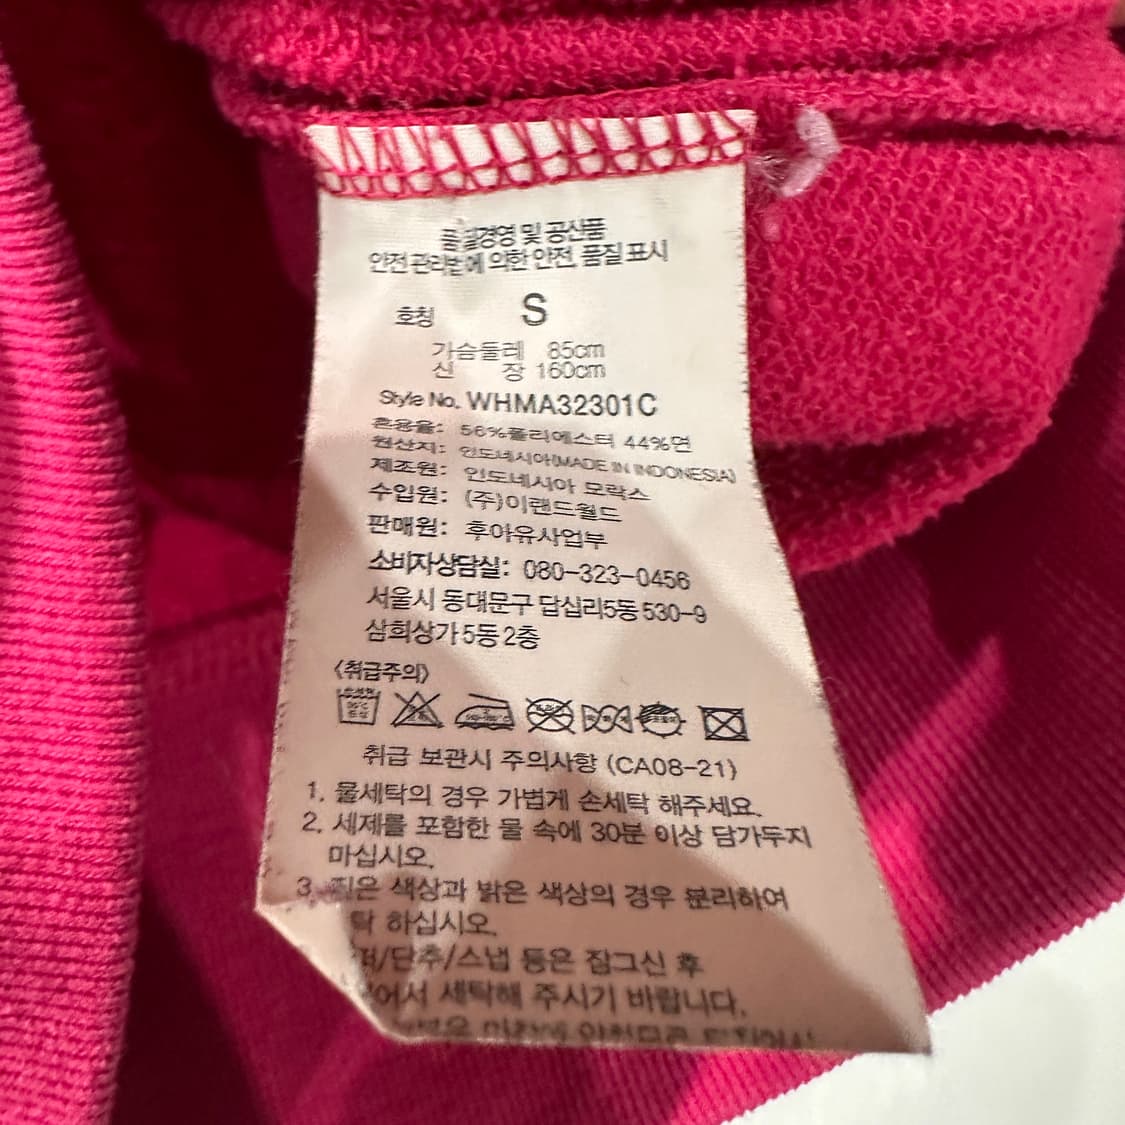 품질경영 및 공산품
안전관리법에 의한 안전, 품질표시
호칭 S
가슴둘레 85cm
신 장 160cm
Style No. WHMA32301C
혼용율: 56%폴리에스터 44%면
원산지: 인도네시아(MADE IN INDONESIA)
제조원: 인도네시아 모락스
수입원: (주)이랜드월드
판매원: 후아유사업부
소비자상담실: 080-323-0456
서울시 동대문구 답십리5동 530-9
삼희상가 5동 2층
〈취급주의〉
취급 보관시 주의사항 (CA08-21)
1. 물세탁의 경우 가볍게 손세탁 해주세요.
2. 세제를 포함한 물 속에 30분 이상 담가두지
마십시오.
3. 짙은 색상과 밝은 색상의 경우 분리하여
탁 하십시오.
퍼/단추/스냅 등은 잠그신 후
어서 세탁해 주시기 바랍니다.